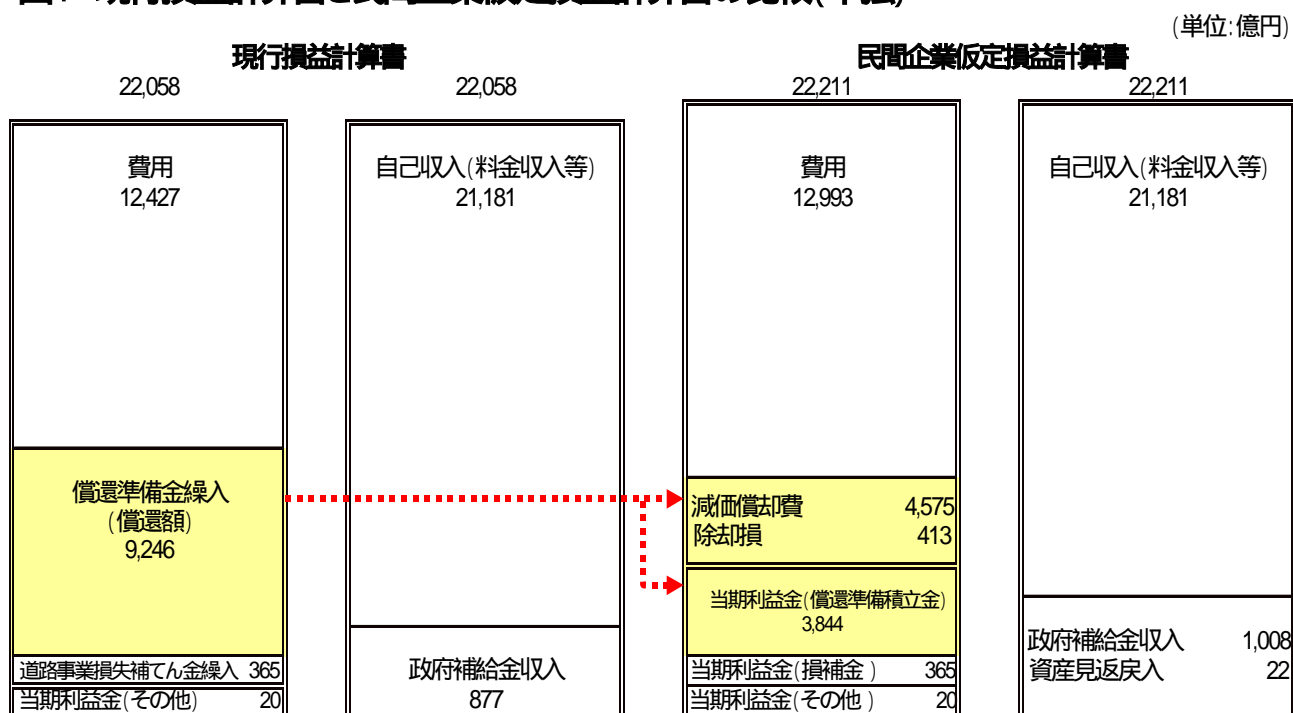 (単位:億円)
現行損益計算書
民間企業仮定損益計算書
22,058
22,058
22,211
22,211
費用
12,427
自己収入(料金収入等)
21,181
費用
12,993
自己収入(料金収入等)
21,181
償還準備金繰入
(償還額)
9,246
減価償却費 4,575
除却損 413
当期利益金(償還準備積立金)
3,844
道路事業損失補てん金繰入 365
当期利益金(その他) 20
政府補給金収入
877
当期利益金(損補金) 365
当期利益金(その他) 20
政府補給金収入 1,008
資産見返戻入 22